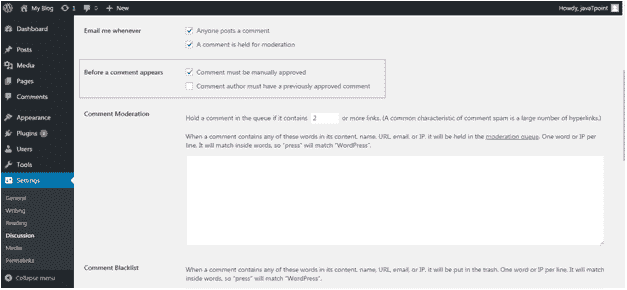 My Blog 3 3 + New Howdy, javaTpoint
Dashboard
Posts
Media
Pages
Comments
Appearance
Plugins
Users
Tools
Settings
General
Writing
Reading
Discussion
Media
Permalinks
Collapse menu
Email me whenever
Anyone posts a comment
A comment is held for moderation
Before a comment appears
Comment must be manually approved
Comment author must have a previously approved comment
Comment Moderation
Hold a comment in the queue if it contains 2 or more links. (A common characteristic of comment spam is a large number of hyperlinks.)
When a comment contains any of these words in its content, name, URL, email, or IP, it will be held in the moderation queue. One word or IP per
line. It will match inside words, so "press" will match "WordPress".
Comment Blacklist
When a comment contains any of these words in its content, name, URL, email, or IP, it will be put in the trash. One word or IP per line. It will match
inside words, so "press" will match "WordPress".